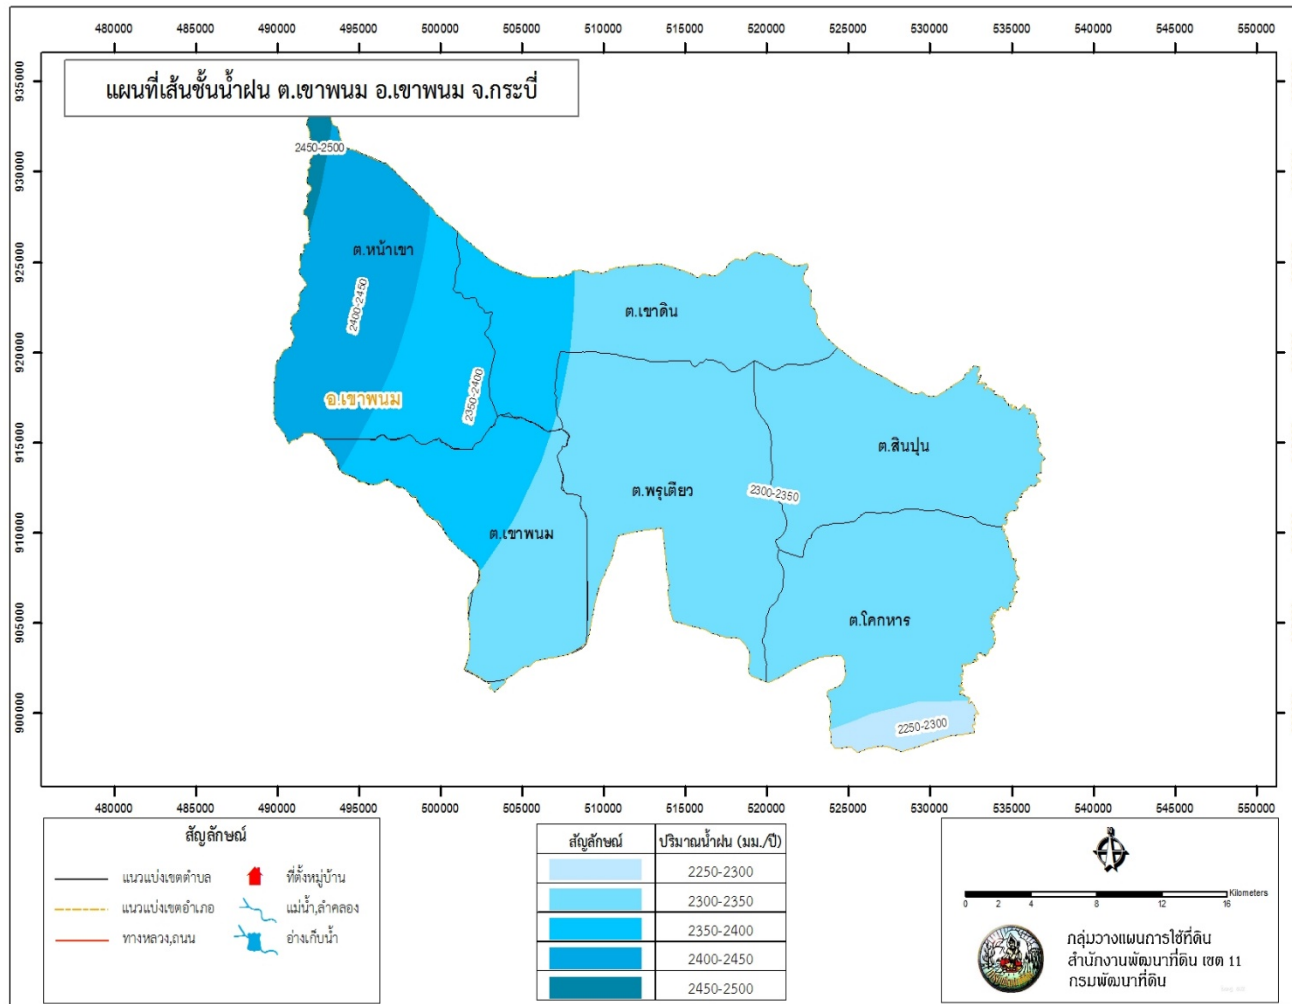 480000 485000 490000 495000 500000 505000 510000 515000 520000 525000 530000 535000 540000 545000 550000
แผนที่เส้นชั้นน้ำฝน ต.เขาพนม อ.เขาพนม จ.กระบี่
935000
930000
925000
920000
915000
910000
905000
900000
2450-2500
ต.หน้าเขา
2400-2450
ต.เขาดิน
2350-2400
อ.เขาพนม
ต.สินปุน
ต.พรุเตียว
2300-2350
ต.เขาพนม
ต.โคกหาร
2250-2300
480000 485000 490000 495000 500000 505000 510000 515000 520000 525000 530000 535000 540000 545000 550000
สัญลักษณ์
แนวแบ่งเขตตำบล
ที่ตั้งหมู่บ้าน
แนวแบ่งเขตอำเภอ
แม่น้ำ,ลำคลอง
ทางหลวง,ถนน
อ่างเก็บน้ำ
สัญลักษณ์ ปริมาณน้ำฝน (มม./ปี)
2250-2300
2300-2350
2350-2400
2400-2450
2450-2500
Kilometers
0 2 4 8 12 16
กลุ่มวางแผนการใช้ที่ดิน
สำนักงานพัฒนาที่ดิน เขต 11
กรมพัฒนาที่ดิน